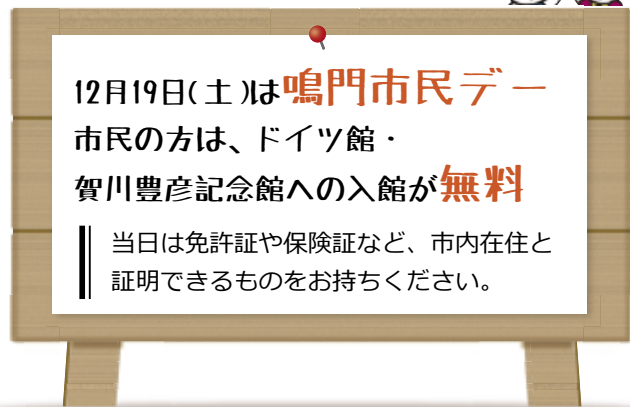 12月19日(土)は鳴門市民デー
市民の方は、ドイツ館・
賀川豊彦記念館への入館が無料
当日は免許証や保険証など、市内在住と
証明できるものをお持ちください。